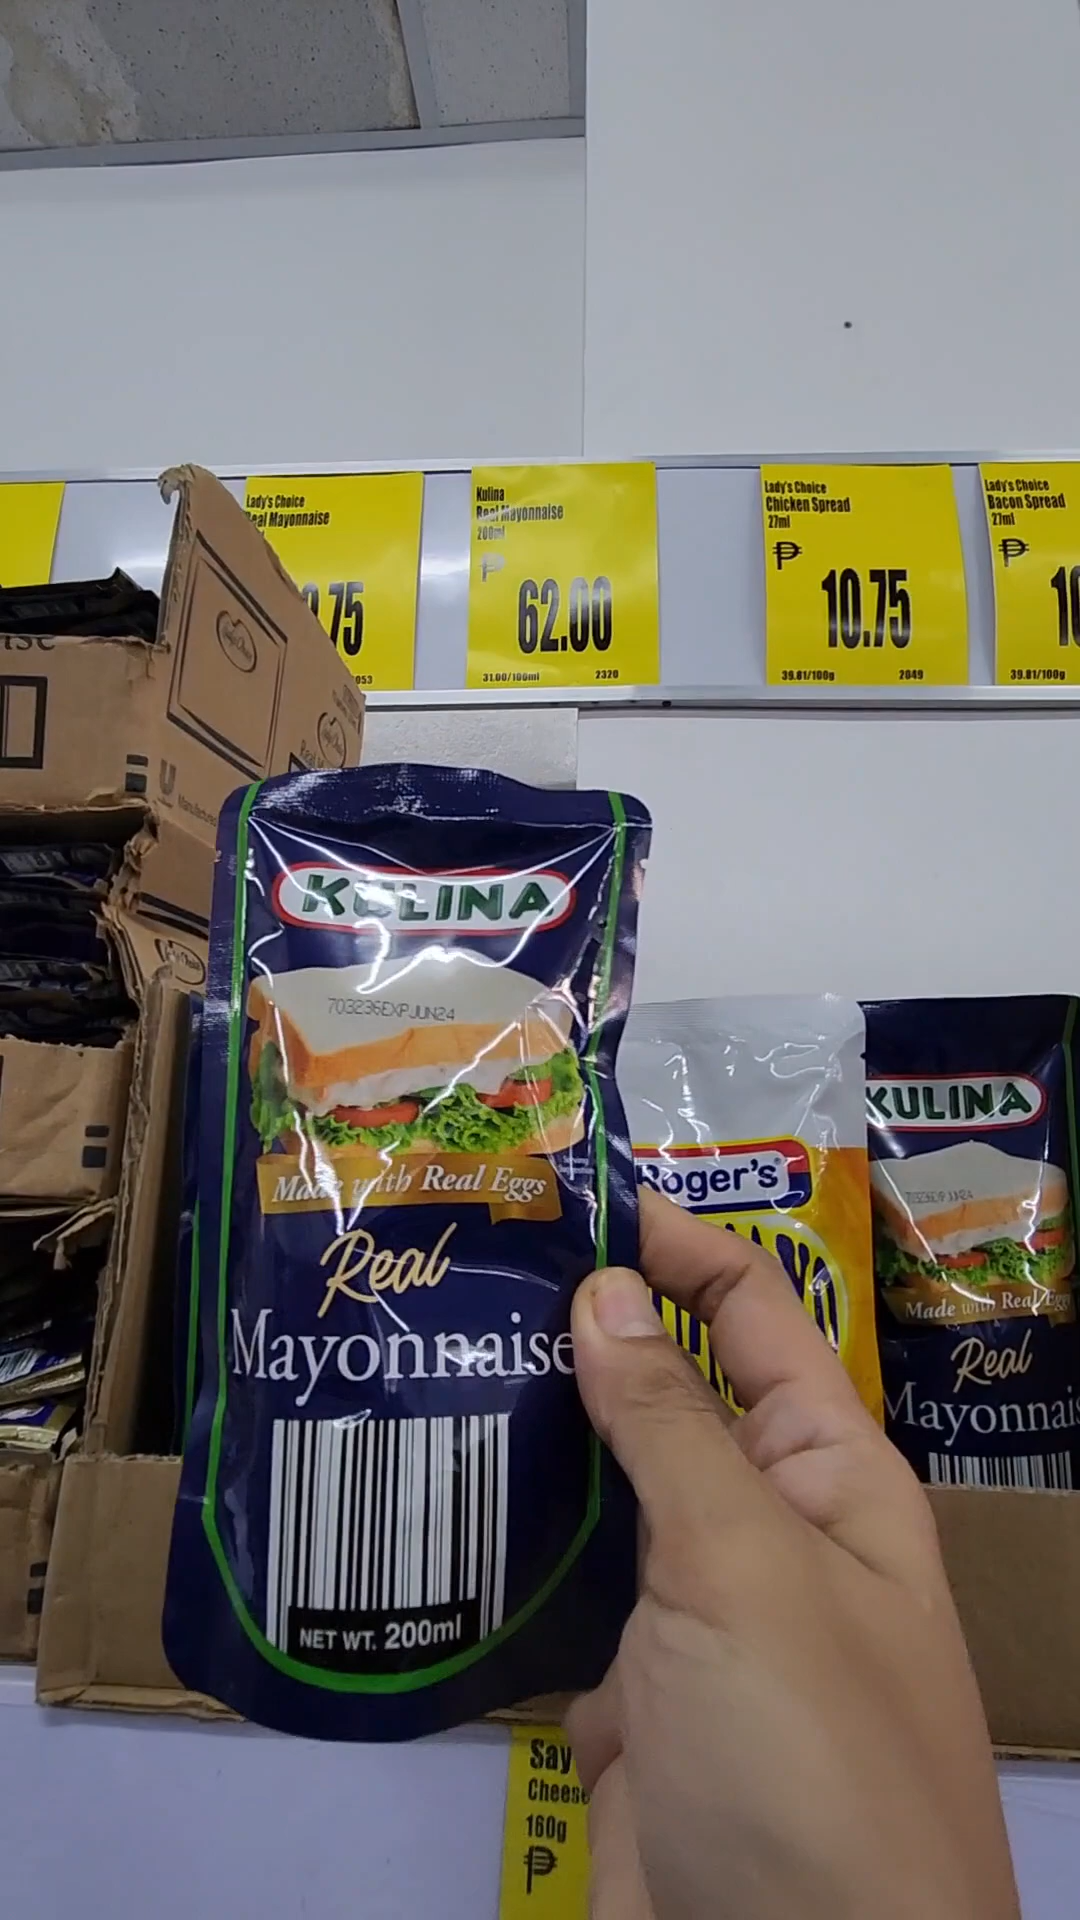 Lady's Choice
Real Mayonnaise
.75
053
Kulina
Real Mayonnaise
200ml
₱
62.00
31.00/100ml 2320
Lady's Choice
Chicken Spread
27ml
₱
10.75
39.81/100g 2049
Lady's Choice
Bacon Spread
27ml
₱
10
39.81/100g
KULINA
703236EXPJUN24
Made with Real Eggs
Real
Mayonnaise
NET WT. 200ml
Roger's
KULINA
Made with Real Eggs
Real
Mayonnais
Say
Cheese
160g
₱